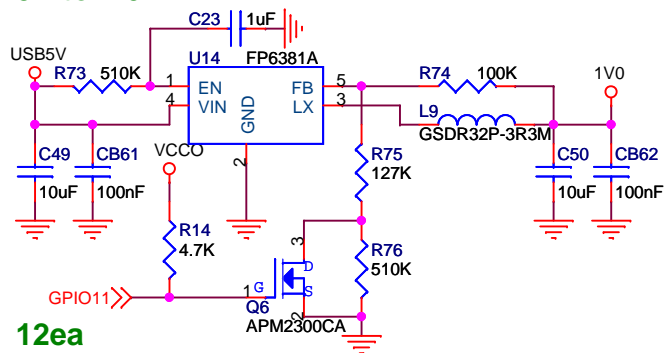 C23
1uF
USB5V
R73
510K
U14
FP6381A
1
EN
4
VIN
GND
2
FB
5
LX
3
R74
100K
1V0
L9
GSDR32P-3R3M
C49
10uF
CB61
100nF
VCCO
R75
127K
C50
10uF
CB62
100nF
R14
4.7K
3
D
R76
510K
GPIO11
1
G
S
2
Q6
APM2300CA
12ea